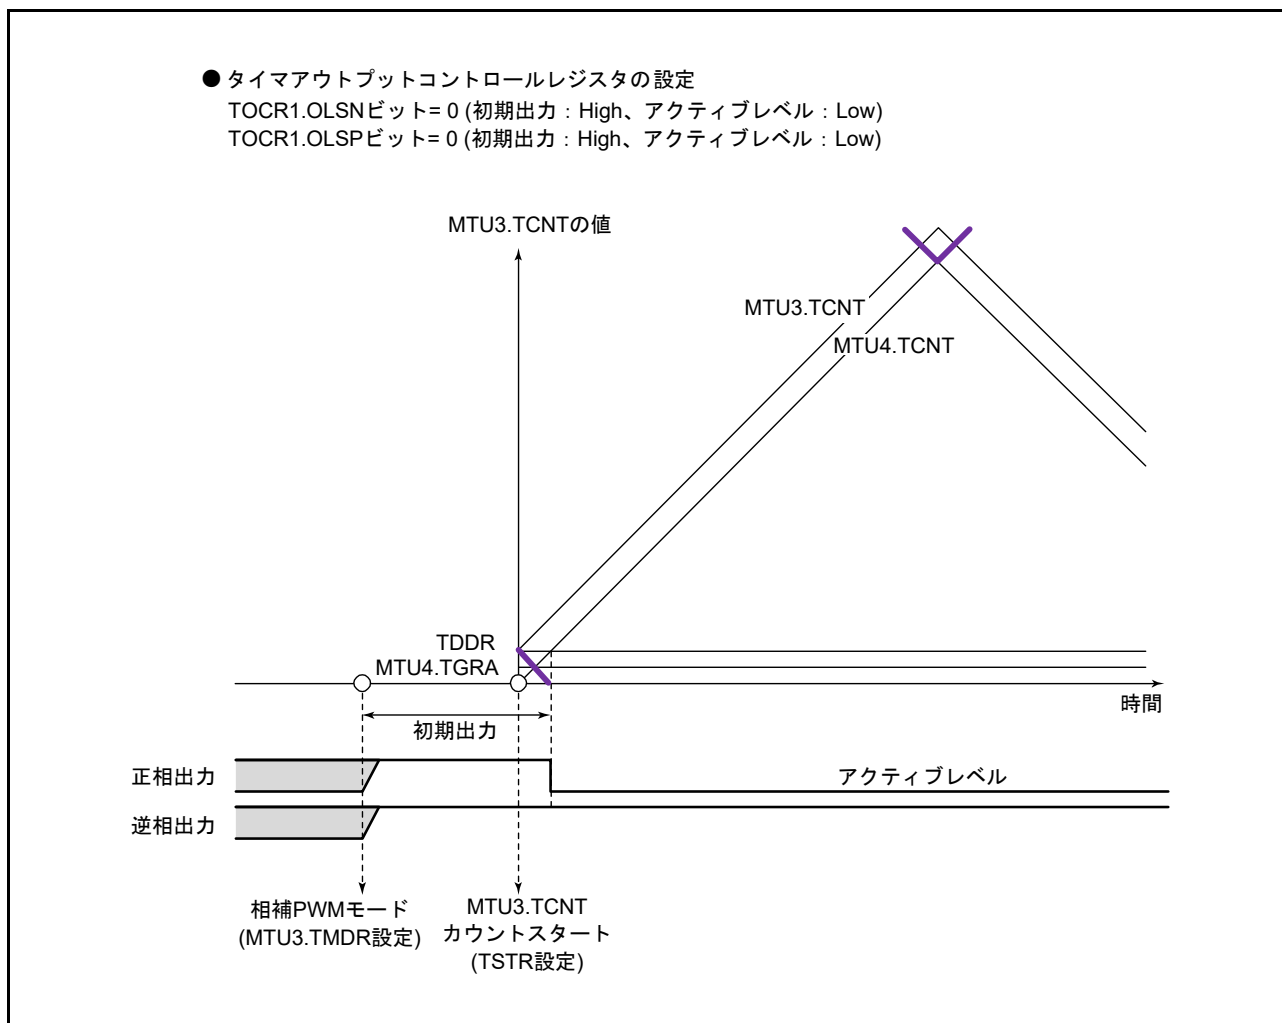 ● タイマアウトプットコントロールレジスタの設定
TOCR1.OLSNビット= 0 (初期出力：High、アクティブレベル：Low)
TOCR1.OLSPビット= 0 (初期出力：High、アクティブレベル：Low)
MTU3.TCNTの値
MTU3.TCNT
MTU4.TCNT
TDDR
MTU4.TGRA
時間
初期出力
正相出力
アクティブレベル
逆相出力
相補PWMモード
(MTU3.TMDR設定)
MTU3.TCNT
カウントスタート
(TSTR設定)